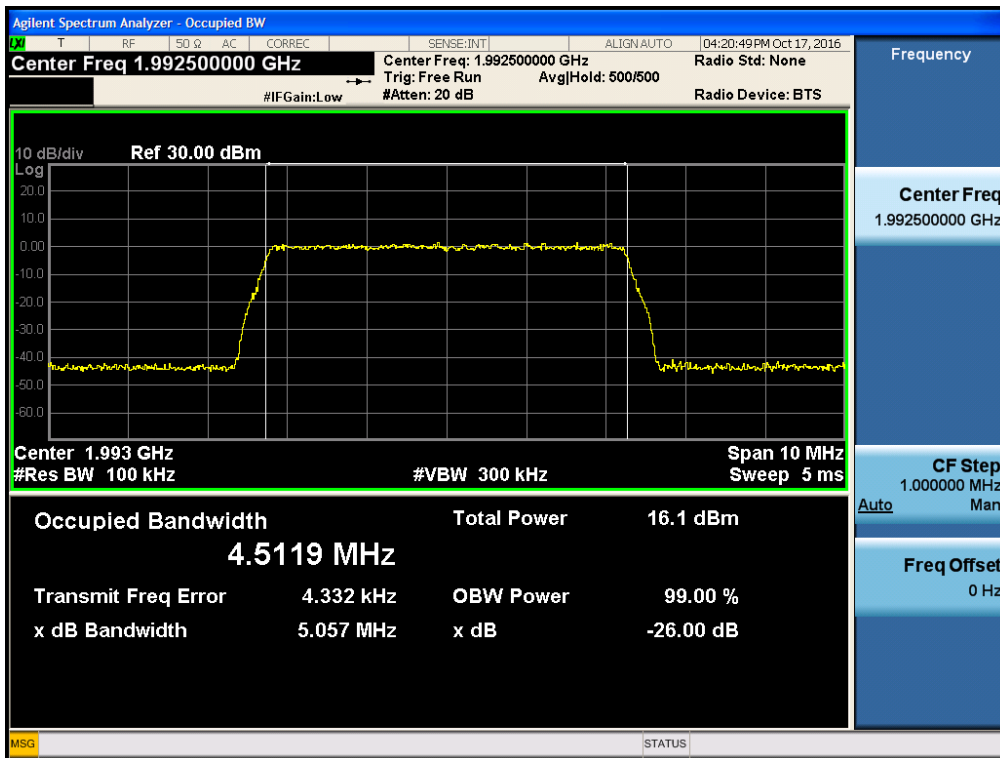 Agilent Spectrum Analyzer - Occupied BW
LXI T RF 50 Ω AC CORREC SENSE:INT ALIGN AUTO 04:20:49 PM Oct 17, 2016
Center Freq 1.992500000 GHz
Center Freq: 1.992500000 GHz
Radio Std: None
Trig: Free Run Avg|Hold: 500/500
#IFGain:Low
#Atten: 20 dB
Radio Device: BTS
Frequency
10 dB/div Ref 30.00 dBm
Log
20.0
10.0
0.00
-10.0
-20.0
-30.0
-40.0
-50.0
-60.0
Center 1.993 GHz Span 10 MHz
#Res BW 100 kHz #VBW 300 kHz Sweep 5 ms
Occupied Bandwidth Total Power 16.1 dBm
4.5119 MHz
Transmit Freq Error 4.332 kHz OBW Power 99.00 %
x dB Bandwidth 5.057 MHz x dB -26.00 dB
Center Freq
1.992500000 GHz
CF Step
1.000000 MHz
Auto Man
Freq Offset
0 Hz
MSG STATUS